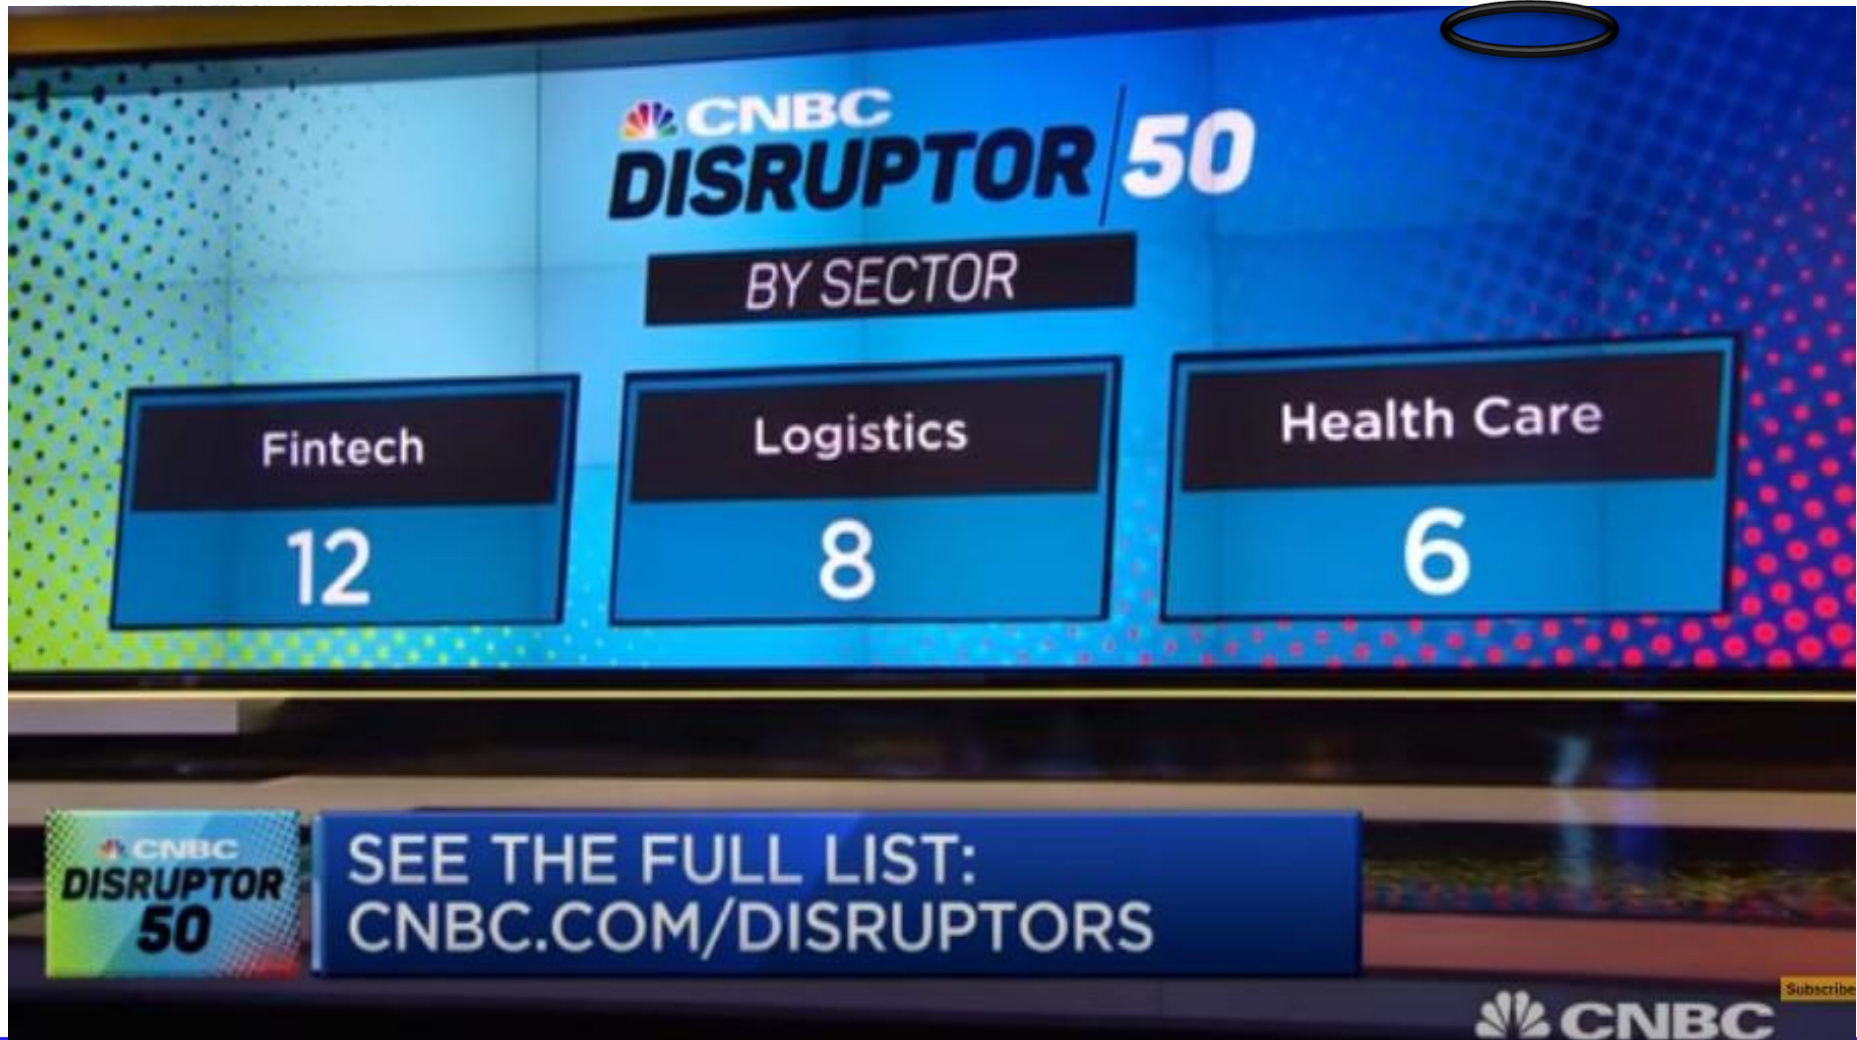 CNBC
DISRUPTOR 50
BY SECTOR
Fintech
Logistics
Health Care
12
8
6
CNBC
DISRUPTOR
50
SEE THE FULL LIST:
CNBC.COM/DISRUPTORS
Subscribe
CNBC